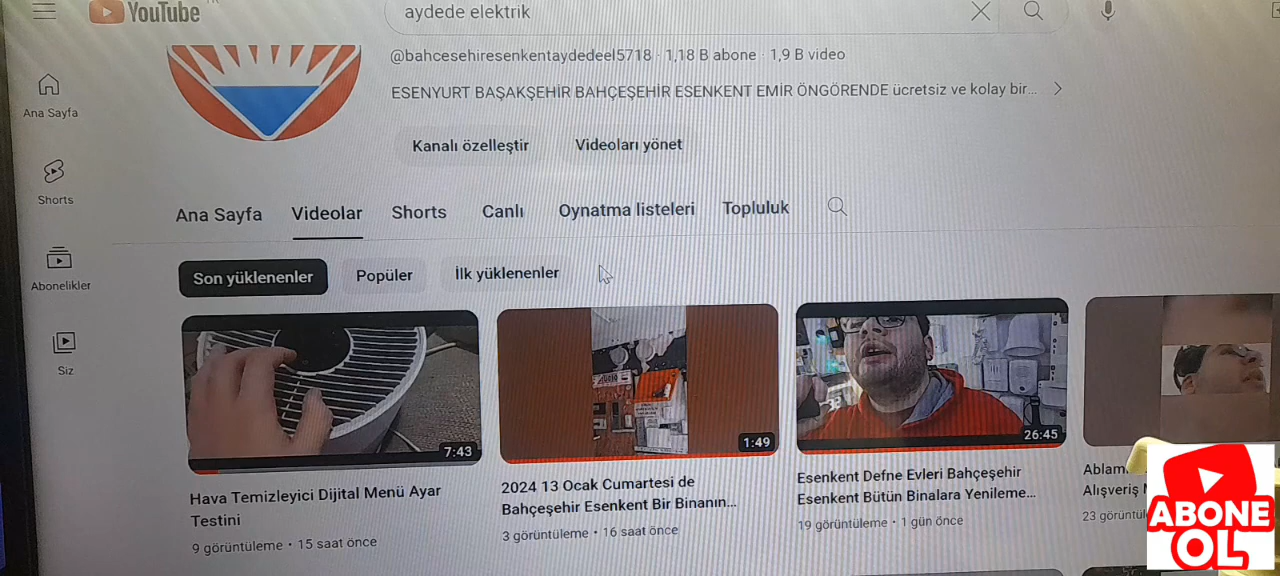 YouTube
aydede elektrik
@bahcesehiresenkentaydedeel5718 · 1,18 B abone · 1,9 B video
ESENYURT BAŞAKŞEHİR BAHÇEŞEHİR ESENKENT EMİR ÖNGÖRENDE ücretsiz ve kolay bir...
Kanalı özelleştir
Videoları yönet
Ana Sayfa
Shorts
Abonelikler
Siz
Ana Sayfa
Videolar
Shorts
Canlı
Oynatma listeleri
Topluluk
Son yüklenenler
Popüler
İlk yüklenenler
7:43
1:49
26:45
Hava Temizleyici Dijital Menü Ayar
Testini
9 görüntüleme • 15 saat önce
2024 13 Ocak Cumartesi de
Bahçeşehir Esenkent Bir Binanın...
3 görüntüleme • 16 saat önce
Esenkent Defne Evleri Bahçeşehir
Esenkent Bütün Binalara Yenileme...
19 görüntüleme • 1 gün önce
Ablam
Alışveriş
23
ABONE
OL